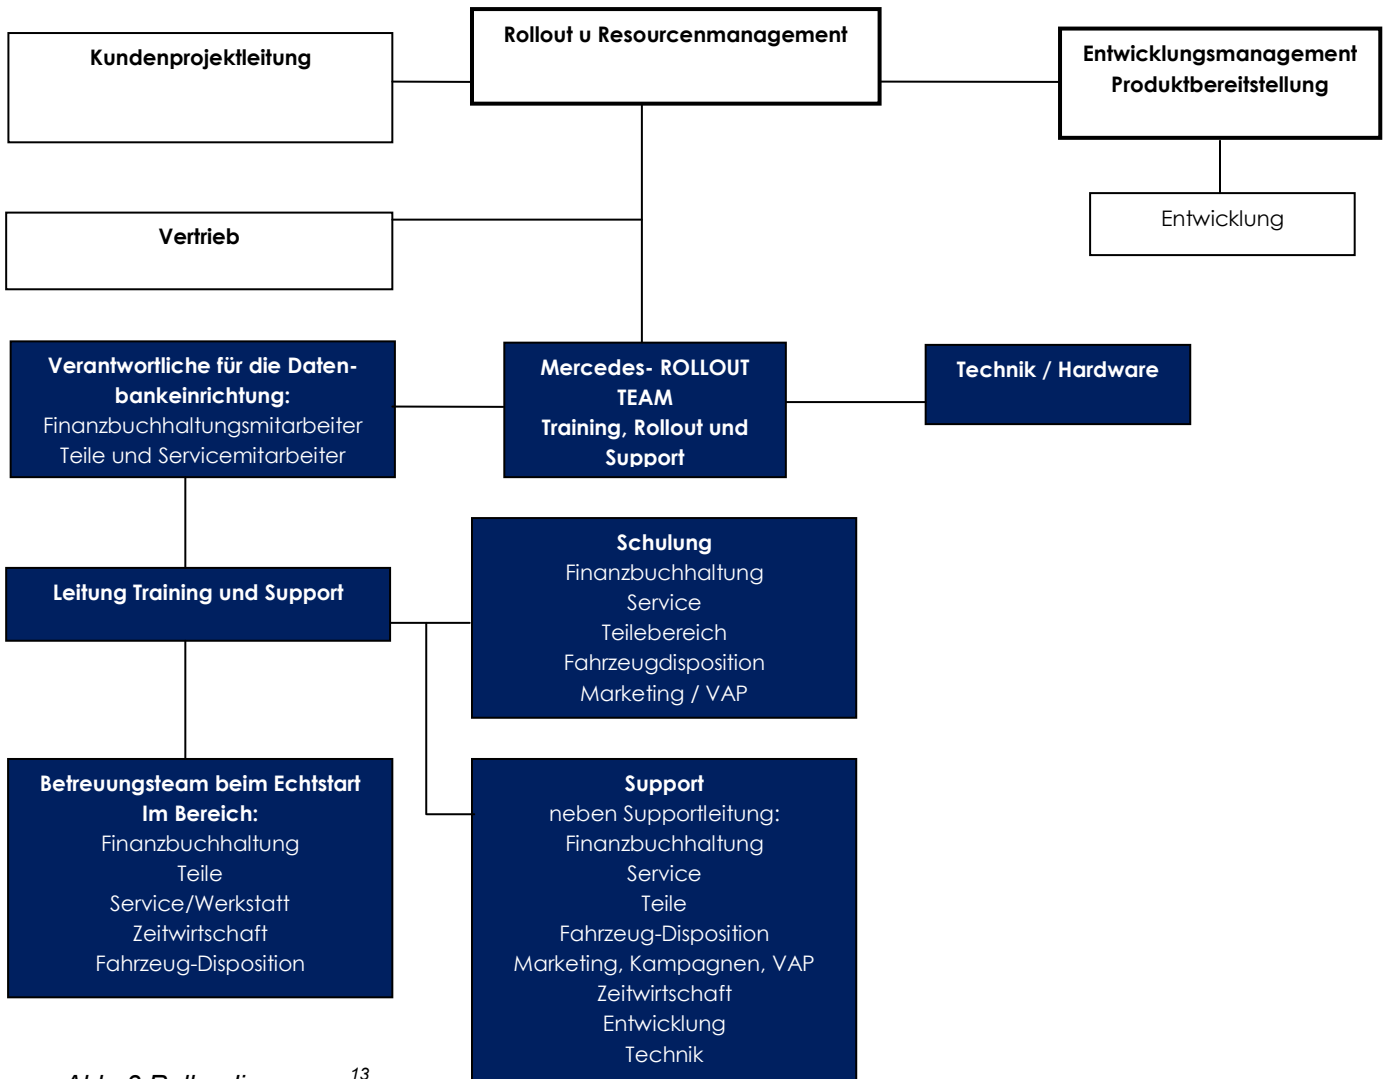 Rollout u Resourcenmanagement
Kundenprojektleitung
Entwicklungsmanagement
Produktbereitstellung
Entwicklung
Vertrieb
Verantwortliche für die Daten-
bankeinrichtung:
Finanzbuchhaltungsmitarbeiter
Teile und Servicemitarbeiter
Mercedes- ROLLOUT
TEAM
Training, Rollout und
Support
Technik / Hardware
Leitung Training und Support
Schulung
Finanzbuchhaltung
Service
Teilebereich
Fahrzeugdisposition
Marketing / VAP
Betreuungsteam beim Echtstart
Im Bereich:
Finanzbuchhaltung
Teile
Service/Werkstatt
Zeitwirtschaft
Fahrzeug-Disposition
Support
neben Supportleitung:
Finanzbuchhaltung
Service
Teile
Fahrzeug-Disposition
Marketing, Kampagnen, VAP
Zeitwirtschaft
Entwicklung
Technik
13